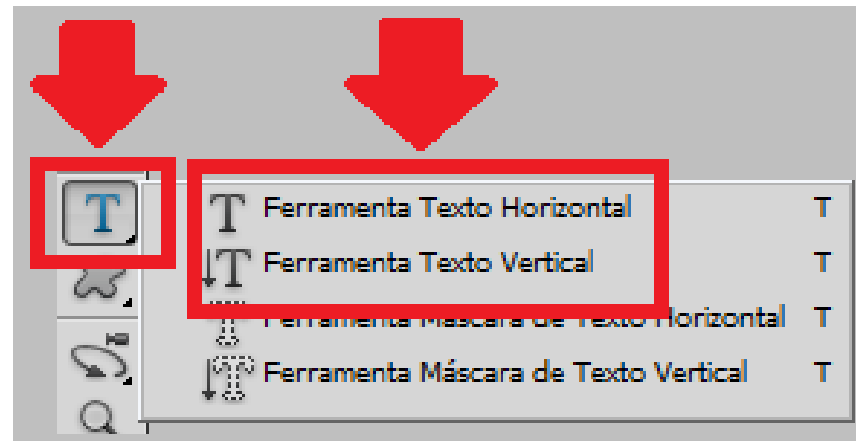 T
T Ferramenta Texto Horizontal T
T Ferramenta Texto Vertical T
T Ferramenta Máscara de Texto Horizontal T
T Ferramenta Máscara de Texto Vertical T